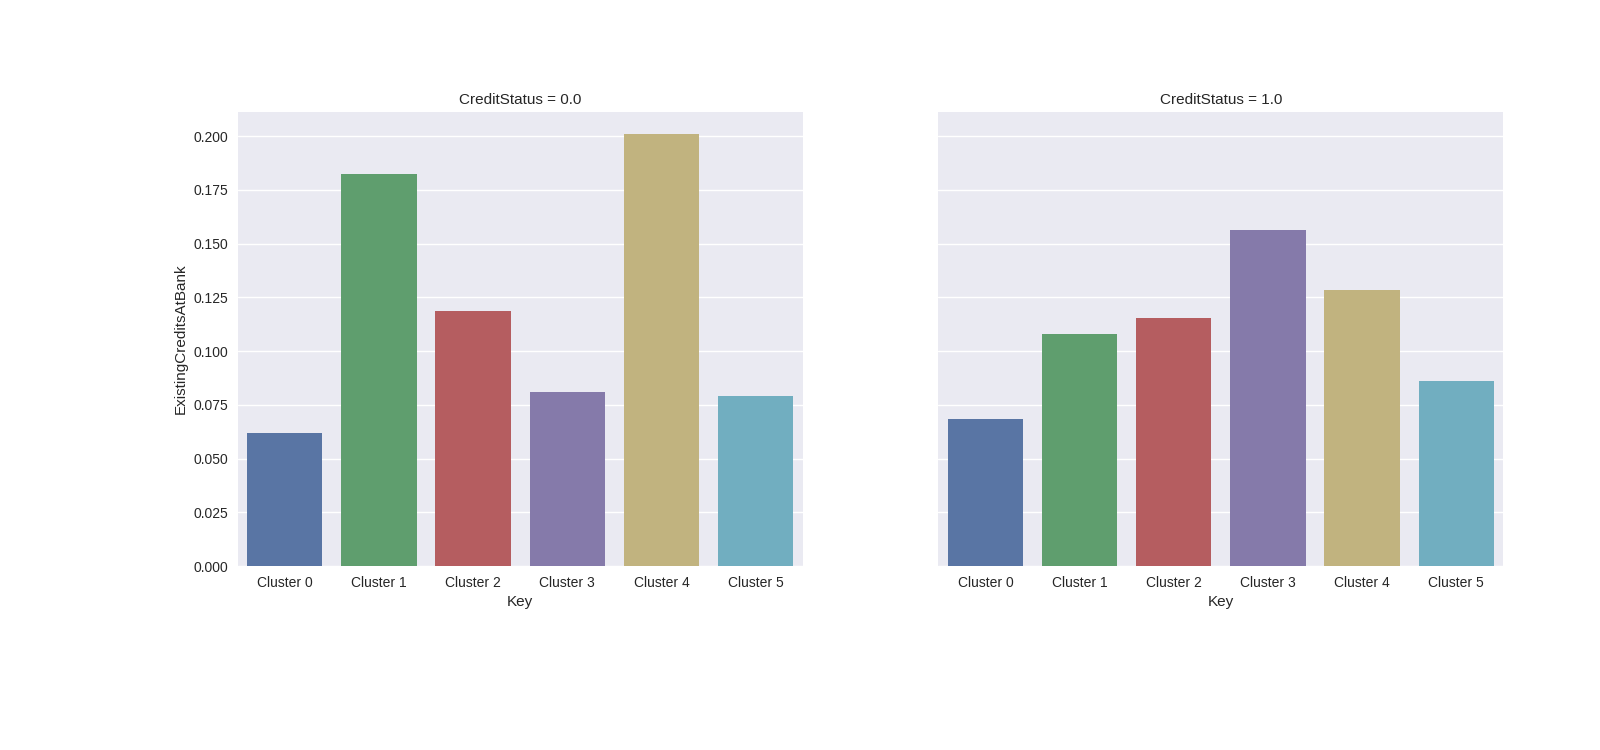 CreditStatus = 0.0
CreditStatus = 1.0
ExistingCreditsAtBank
0.200
0.175
0.150
0.125
0.100
0.075
0.050
0.025
0.000
Cluster 0 Cluster 1 Cluster 2 Cluster 3 Cluster 4 Cluster 5
Key
Cluster 0 Cluster 1 Cluster 2 Cluster 3 Cluster 4 Cluster 5
Key